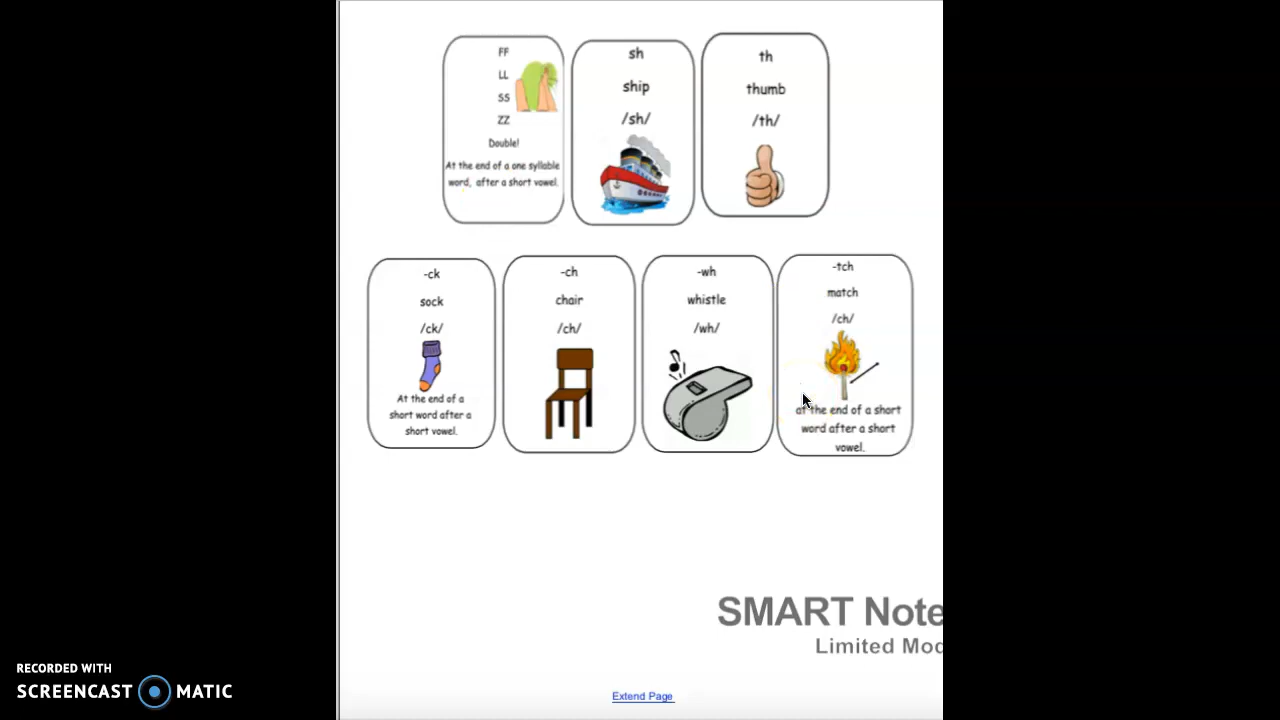 FF
LL
SS
ZZ
Double!
At the end of a one syllable
word, after a short vowel.
sh
ship
/sh/
th
thumb
/th/
-ck
sock
/ck/
At the end of a
short word after a
short vowel.
-ch
chair
/ch/
-wh
whistle
/wh/
-tch
match
/ch/
at the end of a short
word after a short
vowel.
SMART Note
Limited Mod
Extend Page
RECORDED WITH
SCREENCAST MATIC